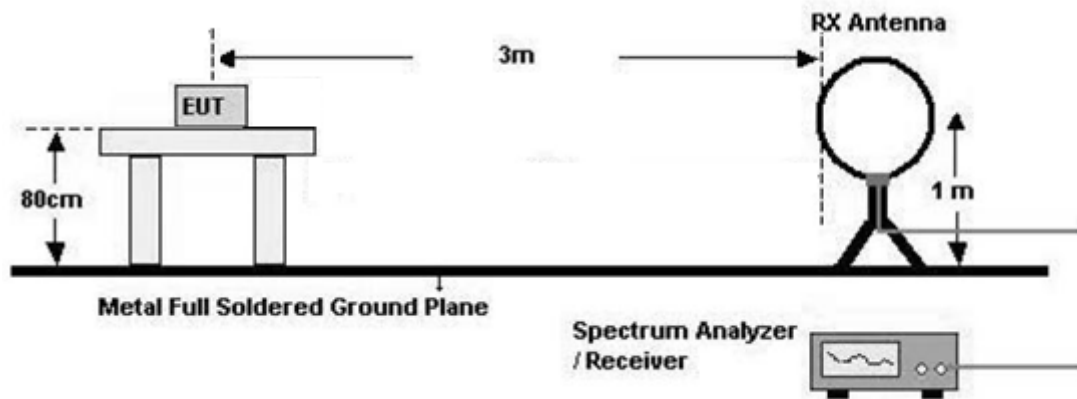 RX Antenna
3m
EUT
80cm
1 m
Metal Full Soldered Ground Plane
Spectrum Analyzer
/ Receiver